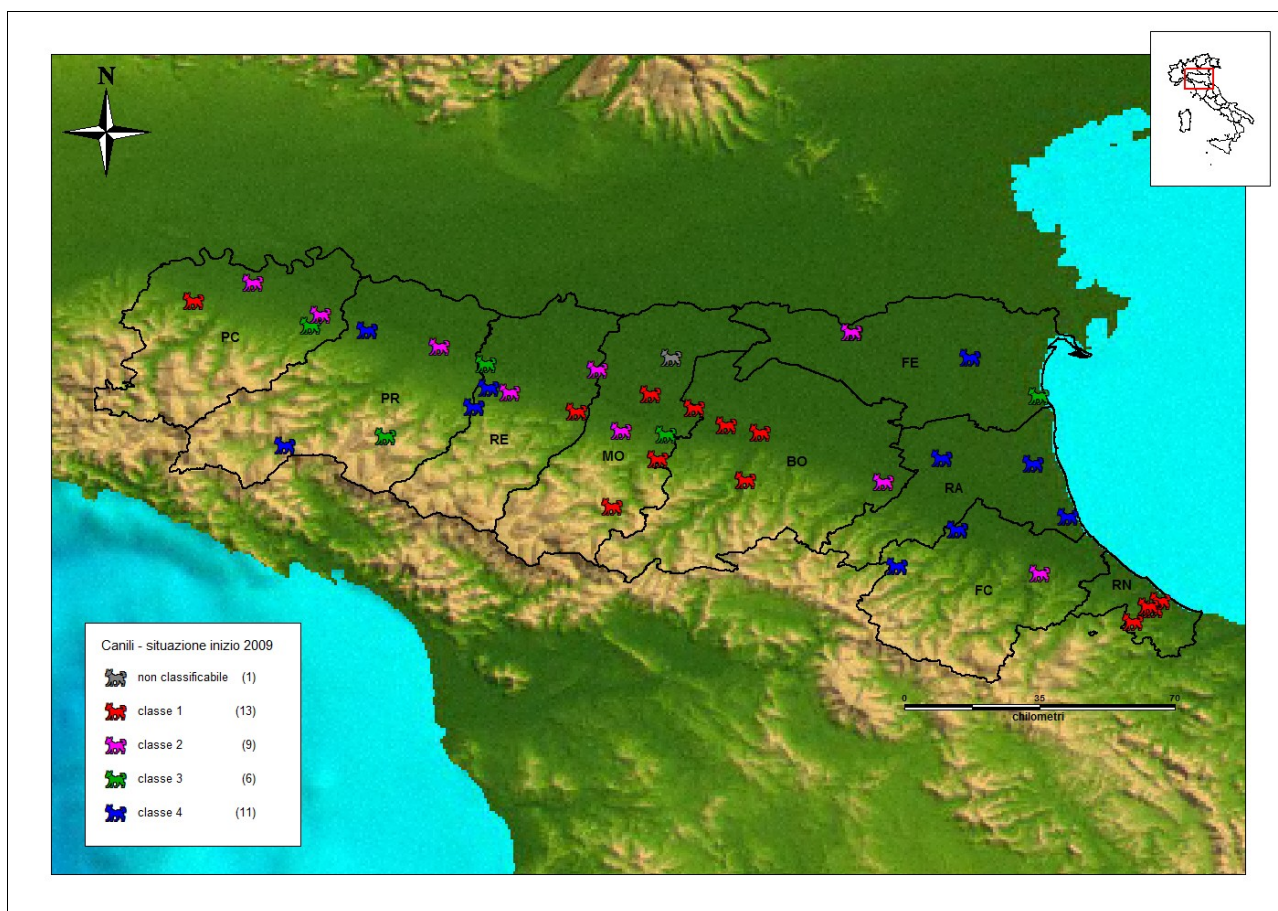 N
PC
PR
RE
MO
BO
FE
RA
FC
RN
0 35 70
chilometri
Canili - situazione inizio 2009
non classificabile (1)
classe 1 (13)
classe 2 (9)
classe 3 (6)
classe 4 (11)